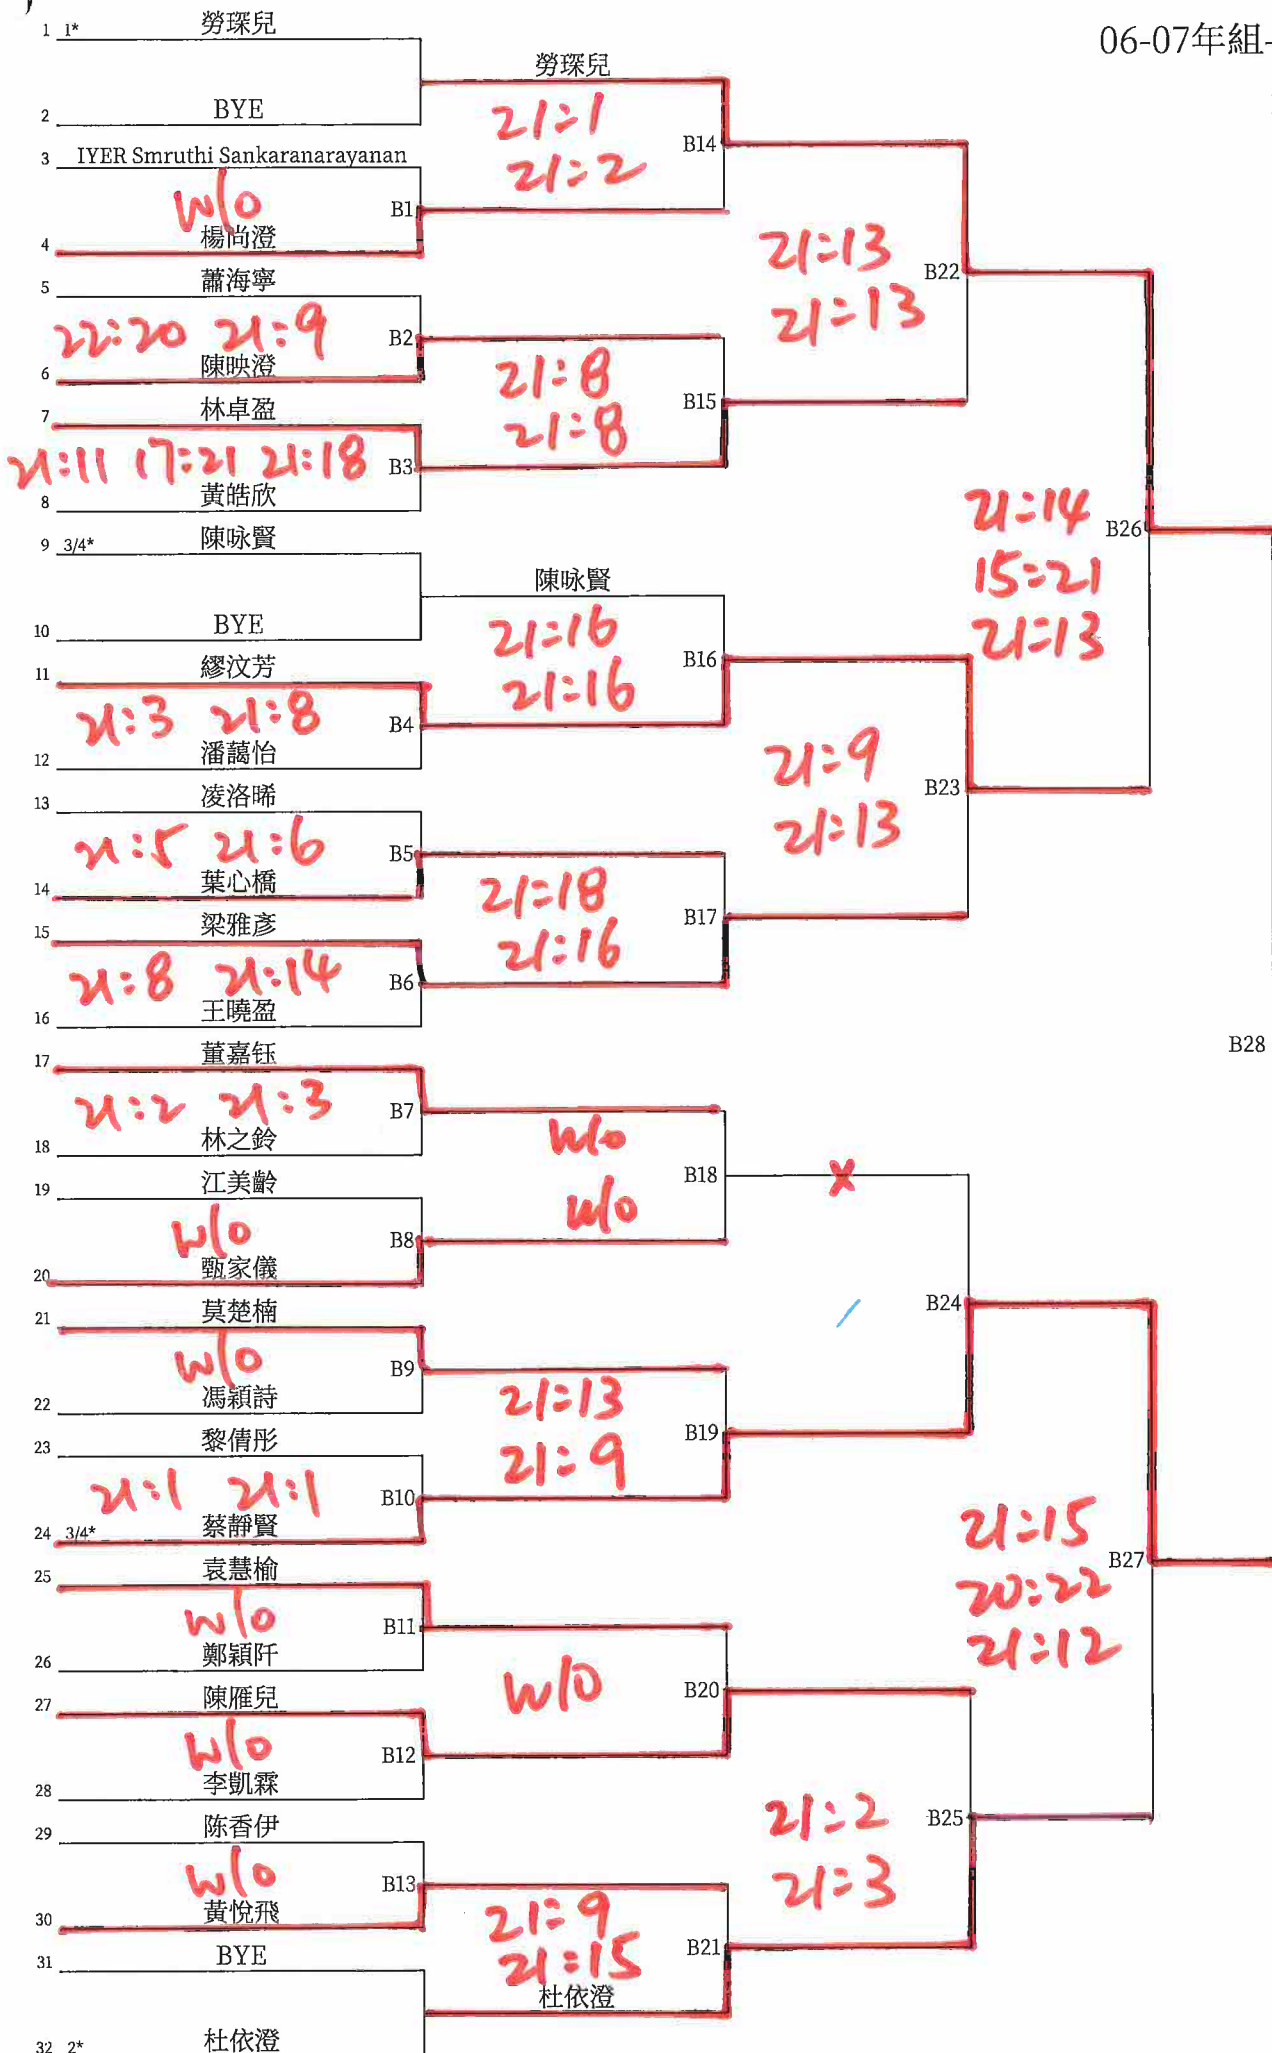 06-07年組-
1 1* 勞琛兒
勞琛兒
2 BYE
21:1
21:2
B14
3 IYER Smruthi Sankaranarayanan
w/o
B1
4 楊尚澄
21:13
21:13
B22
5 蕭海寧
22:20 21:9
B2
6 陳映澄
21:8
21:8
B15
7 林卓盈
21:11 17:21 21:18
B3
8 黃皓欣
21:14
15:21
21:13
B26
9 3/4* 陳咏賢
陳咏賢
10 BYE
21:16
21:16
B16
11 繆汶芳
21:3 21:8
B4
12 潘藹怡
21:9
21:13
B23
13 凌洛晞
21:5 21:6
B5
14 葉心橋
21:18
21:16
B17
15 梁雅彥
21:8 21:14
B6
16 王曉盈
B28
17 董嘉钰
21:2 21:3
B7
18 林之鈴
w/o
w/o
B18
x
19 江美齡
w/o
B8
20 甄家儀
B24
21 莫楚楠
w/o
B9
22 馮穎詩
21:13
21:9
B19
23 黎倩彤
21:1 21:1
B10
24 3/4* 蔡靜賢
21:15
20:22
21:12
B27
25 袁慧榆
w/o
B11
26 鄭穎阡
w/o
B20
27 陳雁兒
w/o
B12
28 李凱霖
21:2
21:3
B25
29 陈香伊
w/o
B13
30 黃悅飛
21:9
21:15
B21
31 BYE
杜依澄
32 2* 杜依澄